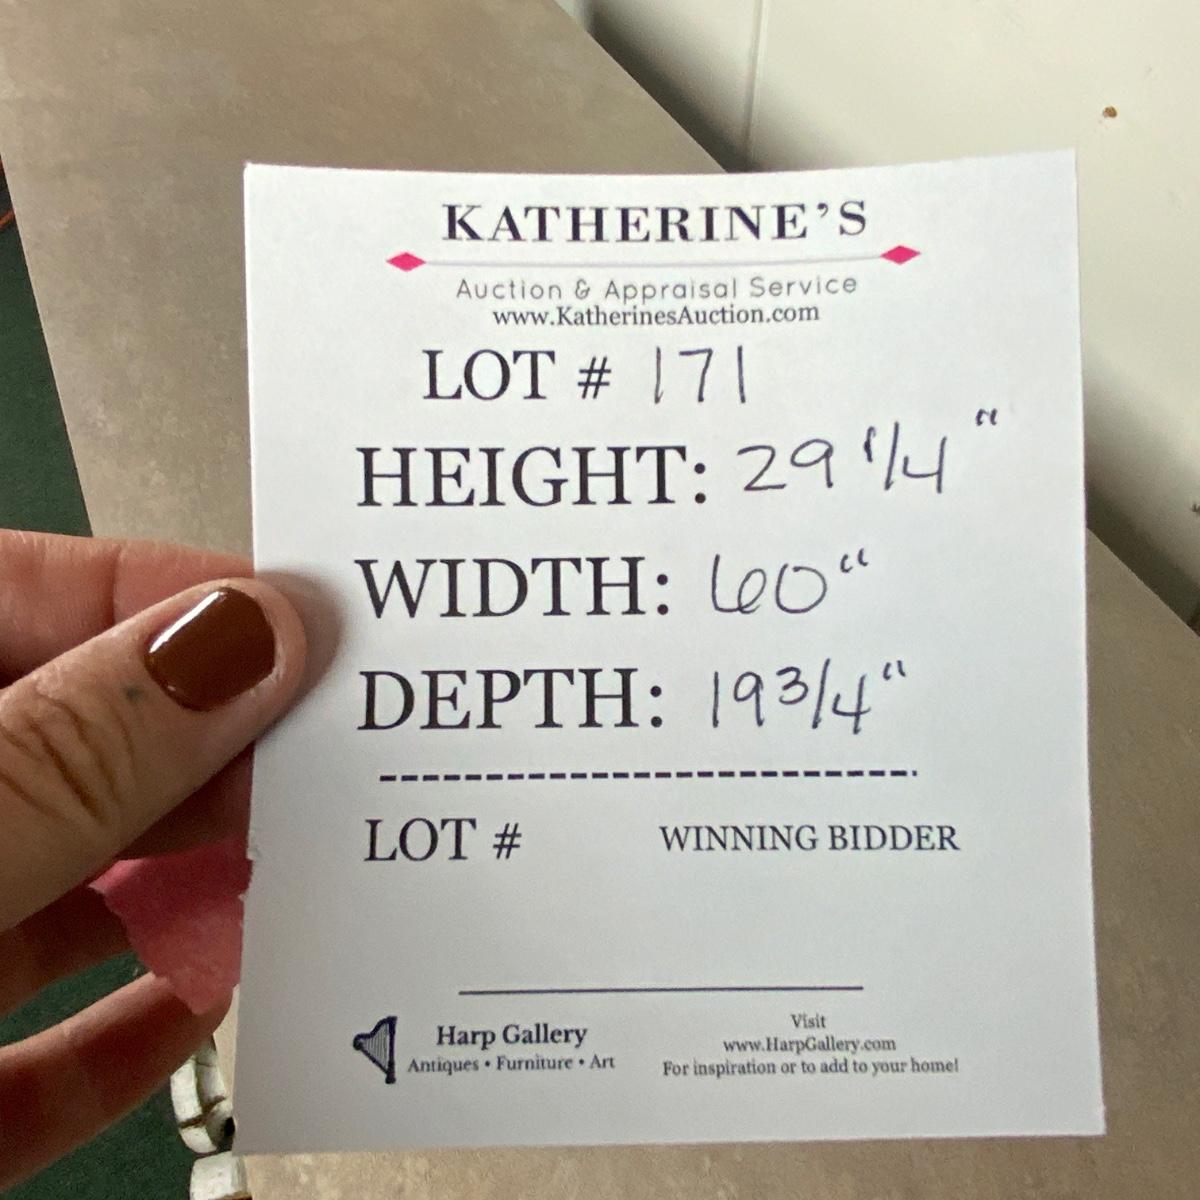 KATHERINE'S
Auction & Appraisal Service
www.KatherinesAuction.com
LOT # 171
HEIGHT: 29 1/4 "
WIDTH: 60"
DEPTH: 19 3/4"
LOT # WINNING BIDDER
Harp Gallery
Antiques • Furniture • Art
Visit
www.HarpGallery.com
For inspiration or to add to your home!